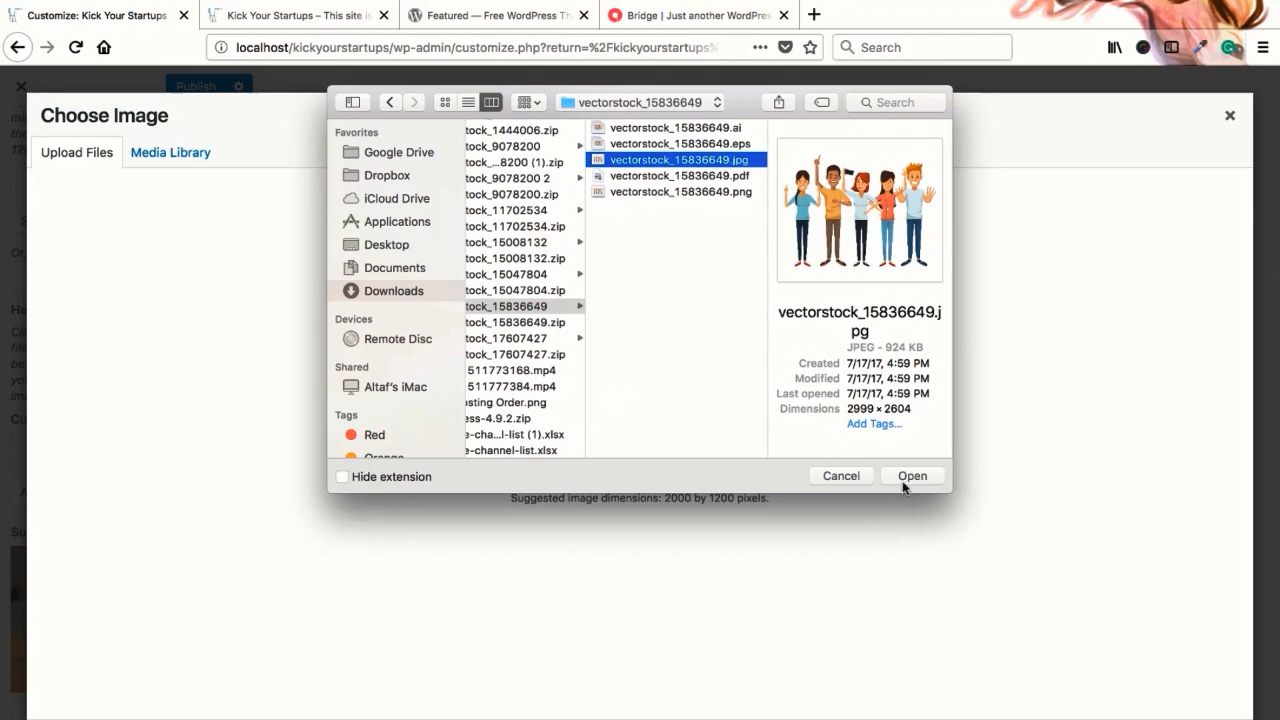 Customize: Kick Your Startups
Kick Your Startups – This site is
Featured — Free WordPress Th
Bridge | Just another WordPres
localhost/kickyourstartups/wp-admin/customize.php?return=%2Fkickyourstartups%
Search
Publish
Choose Image
Upload Files
Media Library
vectorstock_15836649
Search
Favorites
Google Drive
Dropbox
iCloud Drive
Applications
Desktop
Documents
Downloads
Devices
Remote Disc
Shared
Altaf's iMac
Tags
Red
Orange
tock_1444006.zip
tock_9078200
tock_...8200 (1).zip
tock_9078200 2
tock_9078200.zip
tock_11702534
tock_11702534.zip
tock_15008132
tock_15008132.zip
tock_15047804
tock_15047804.zip
tock_15836649
tock_15836649.zip
tock_17607427
tock_17607427.zip
511773168.mp4
511777384.mp4
sting Order.png
ess-4.9.2.zip
e-cha...l-list (1).xlsx
e-channel-list.xlsx
vectorstock_15836649.ai
vectorstock_15836649.eps
vectorstock_15836649.jpg
vectorstock_15836649.pdf
vectorstock_15836649.png
vectorstock_15836649.j
pg
JPEG - 924 KB
Created 7/17/17, 4:59 PM
Modified 7/17/17, 4:59 PM
Last opened 7/17/17, 4:59 PM
Dimensions 2999 × 2604
Add Tags...
Hide extension
Cancel
Open
Suggested image dimensions: 2000 by 1200 pixels.